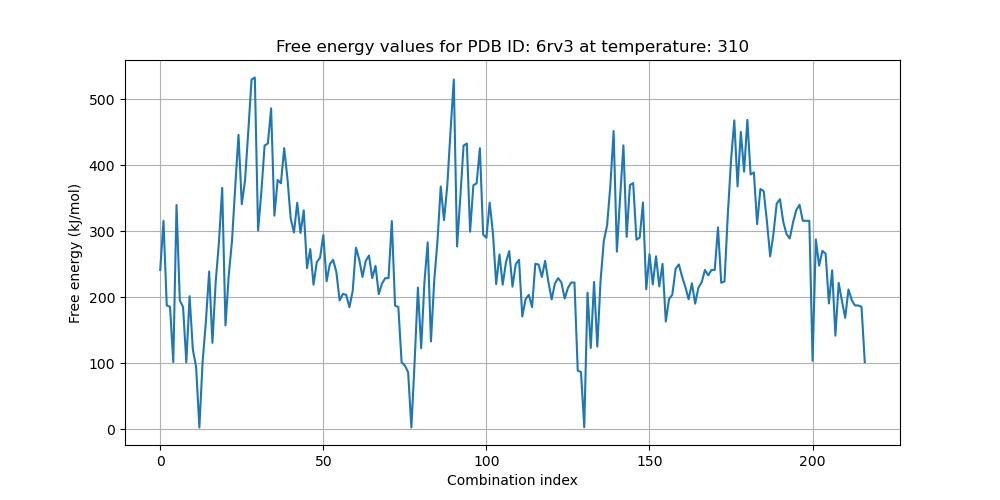 Free energy values for PDB ID: 6rv3 at temperature: 310
500
400
300
200
100
0
Free energy (kJ/mol)
0 50 100 150 200
Combination index